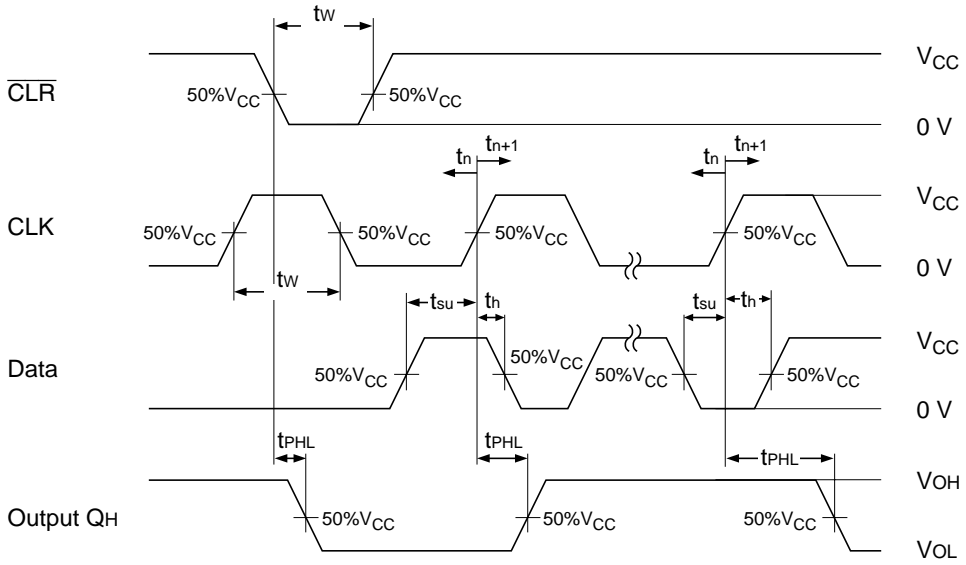 tW
VCC
CLR
50%VCC
50%VCC
0 V
tn
tn+1
tn
tn+1
VCC
CLK
50%VCC
50%VCC
50%VCC
50%VCC
0 V
tW
tsu
th
tsu
th
VCC
Data
50%VCC
50%VCC
50%VCC
50%VCC
0 V
tPHL
tPHL
tPHL
VOH
Output QH
50%VCC
50%VCC
50%VCC
VOL